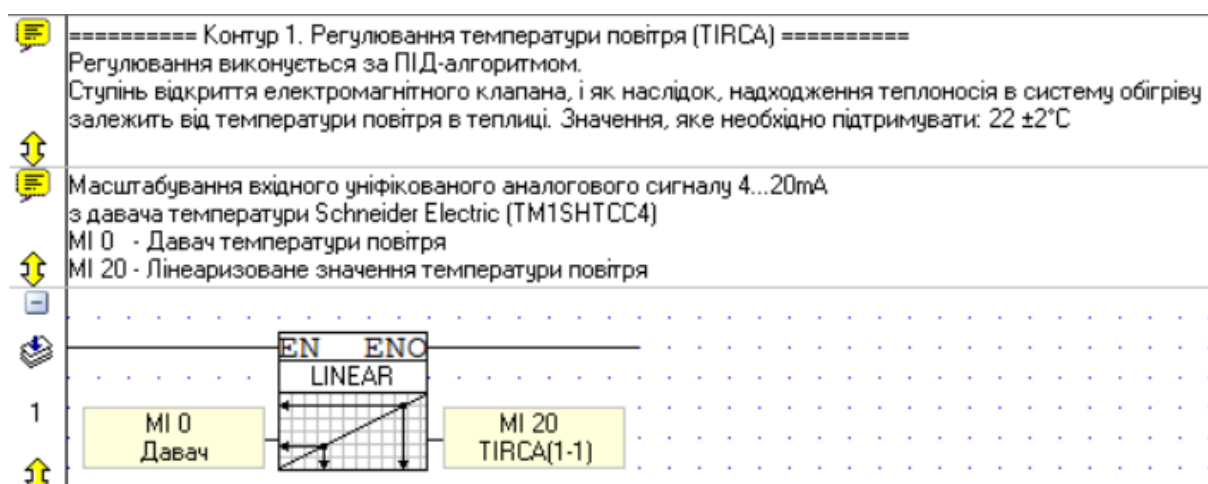 ========== Контур 1. Регулювання температури повітря (TIRCA) ==========
Регулювання виконується за ПІД-алгоритмом.
Ступінь відкриття електромагнітного клапана, і як наслідок, надходження теплоносія в систему обігріву
залежить від температури повітря в теплиці. Значення, яке необхідно підтримувати: 22 ±2°C
Масштабування вхідного уніфікованого аналогового сигналу 4...20mA
з давача температури Schneider Electric (TM1SHTCC4)
MI 0 - Давач температури повітря
MI 20 - Лінеаризоване значення температури повітря
EN ENO
LINEAR
1
MI 0
Давач
MI 20
TIRCA(1-1)